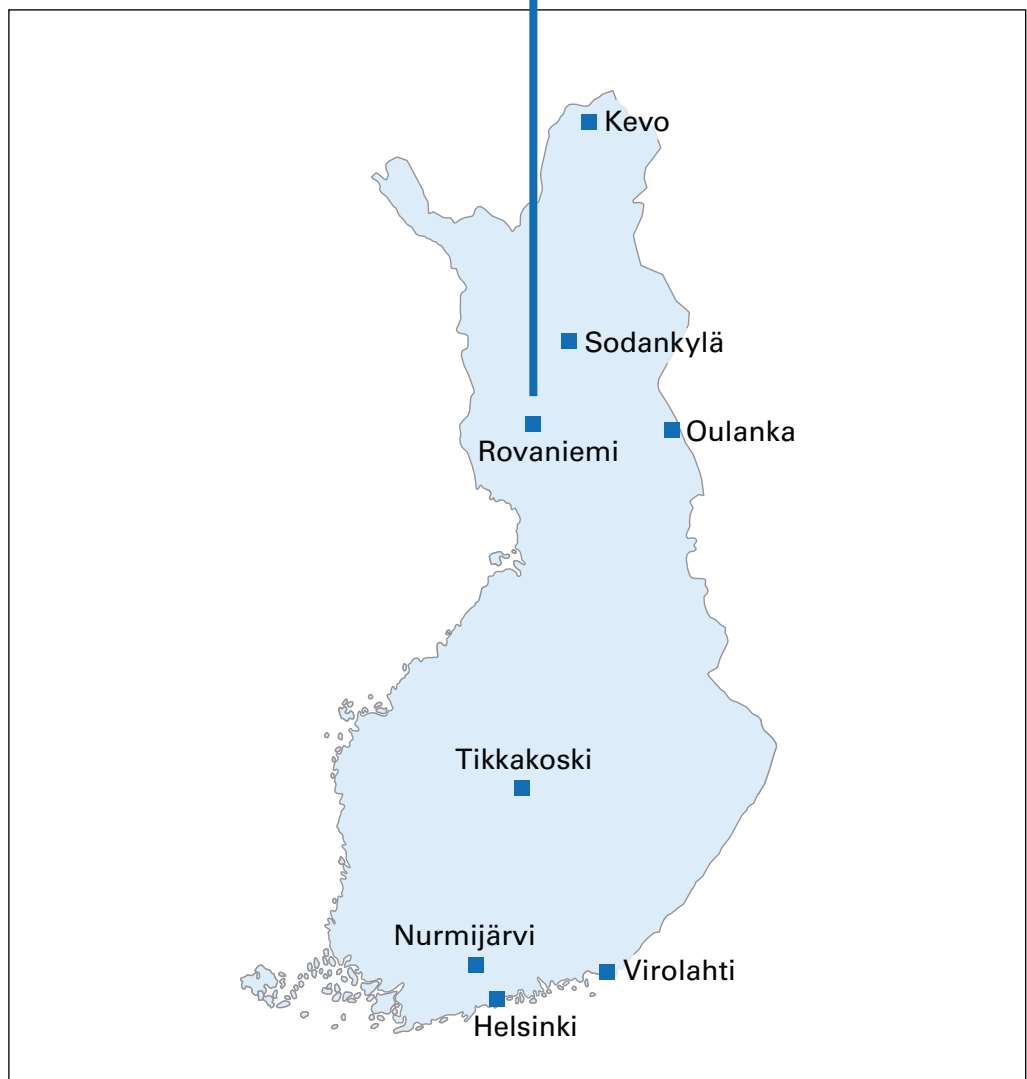 Kevo
Sodankylä
Oulanka
Rovaniemi
Tikkakoski
Nurmijärvi
Virolahti
Helsinki